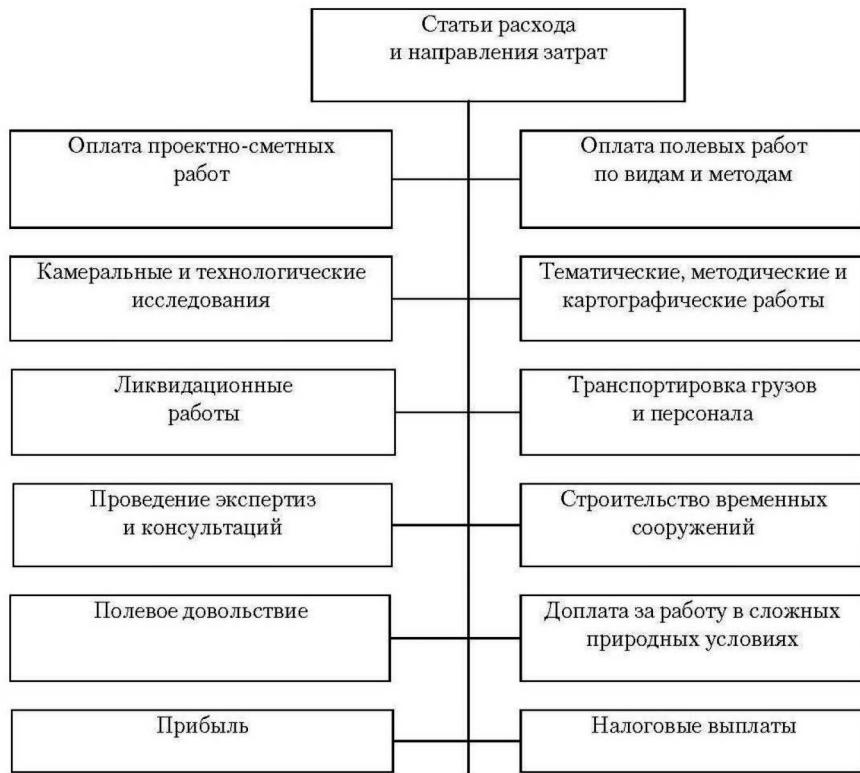 Статьи расхода
и направления затрат
Оплата проектно-сметных
работ
Оплата полевых работ
по видам и методам
Камеральные и технологические
исследования
Тематические, методические и
картографические работы
Ликвидационные
работы
Транспортировка грузов
и персонала
Проведение экспертиз
и консультаций
Строительство временных
сооружений
Полевое довольствие
Доплата за работу в сложных
природных условиях
Прибыль
Налоговые выплаты